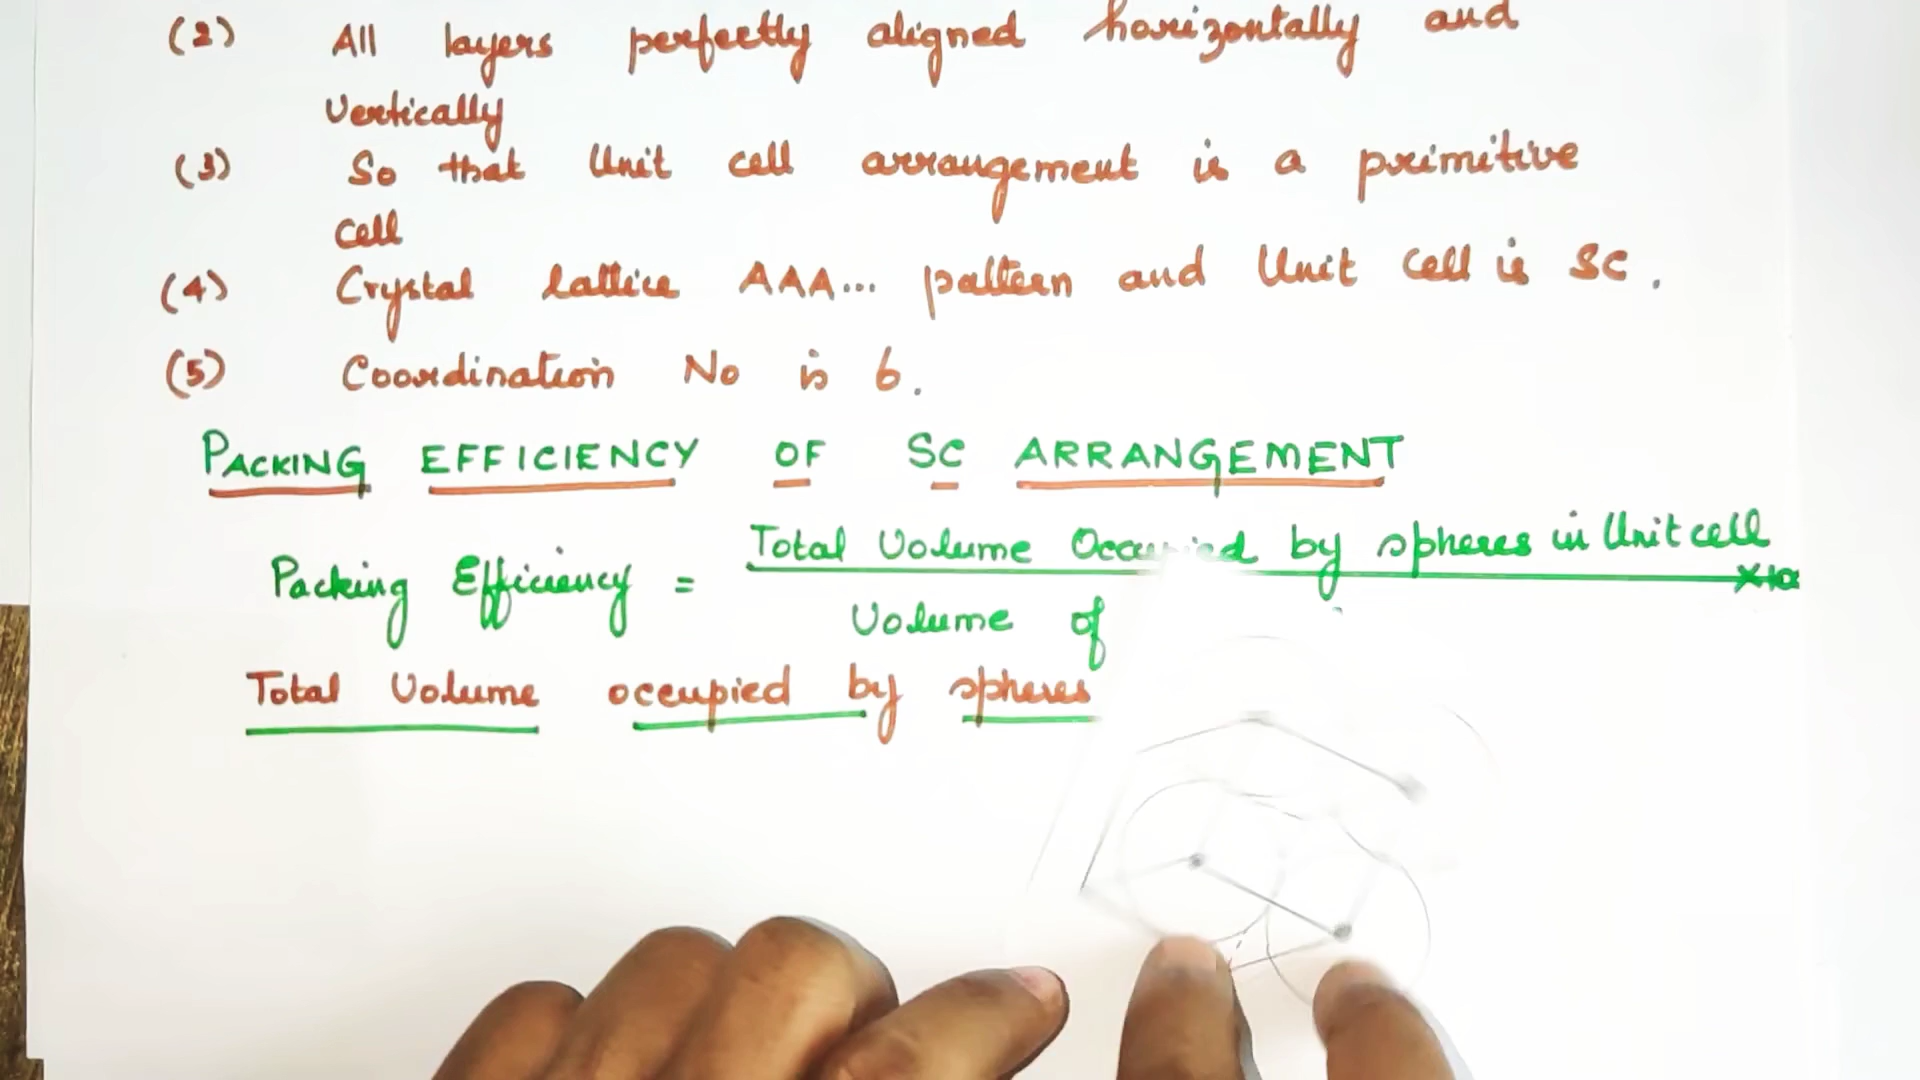 (2) All layers perfectly aligned horizontally and
Vertically
(3) So that Unit cell arrangement is a primitive
Cell
(4) Crystal lattice AAA... pattern and Unit Cell is SC.
(5) Coordination No is 6.
PACKING EFFICIENCY OF SC ARRANGEMENT
Total Volume Occupied by spheres in Unit cell
Packing Efficiency =
Volume of
Total Volume occupied by spheres